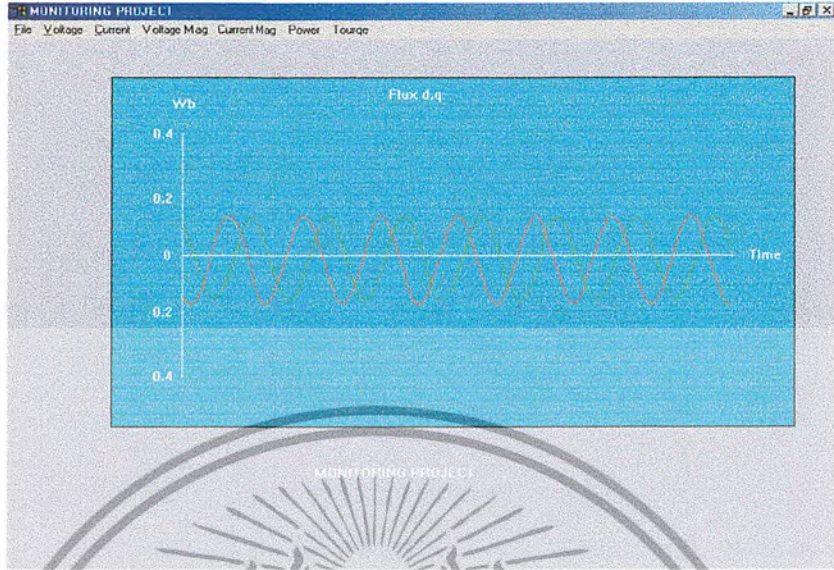 MONITORING PROJECT
File Voltage Current Voltage Mag Current Mag Power Tourqe
Flux d,q
Wb
0.4
0.2
0
Time
0.2
0.4
MONITORING PROJECT